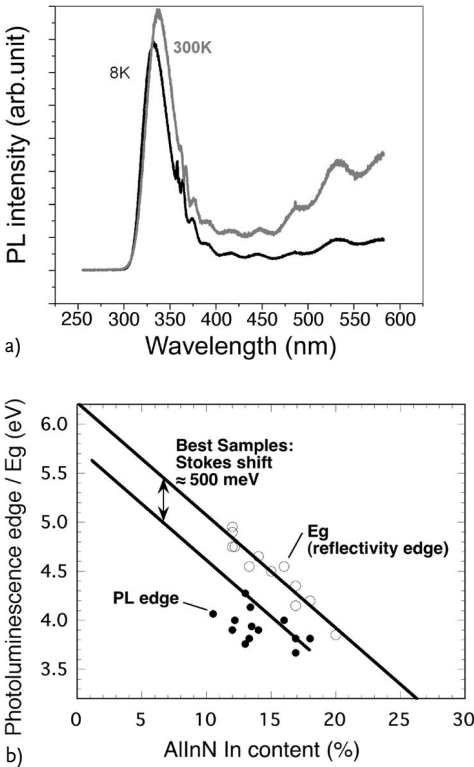 PL intensity (arb.unit)
8K
300K
250 300 350 400 450 500 550 600
Wavelength (nm)
a)
Photoluminescence edge / Eg (eV)
6.0
5.5
5.0
4.5
4.0
3.5
Best Samples:
Stokes shift
≈ 500 meV
Eg
(reflectivity edge)
PL edge
0 5 10 15 20 25 30
AlInN In content (%)
b)